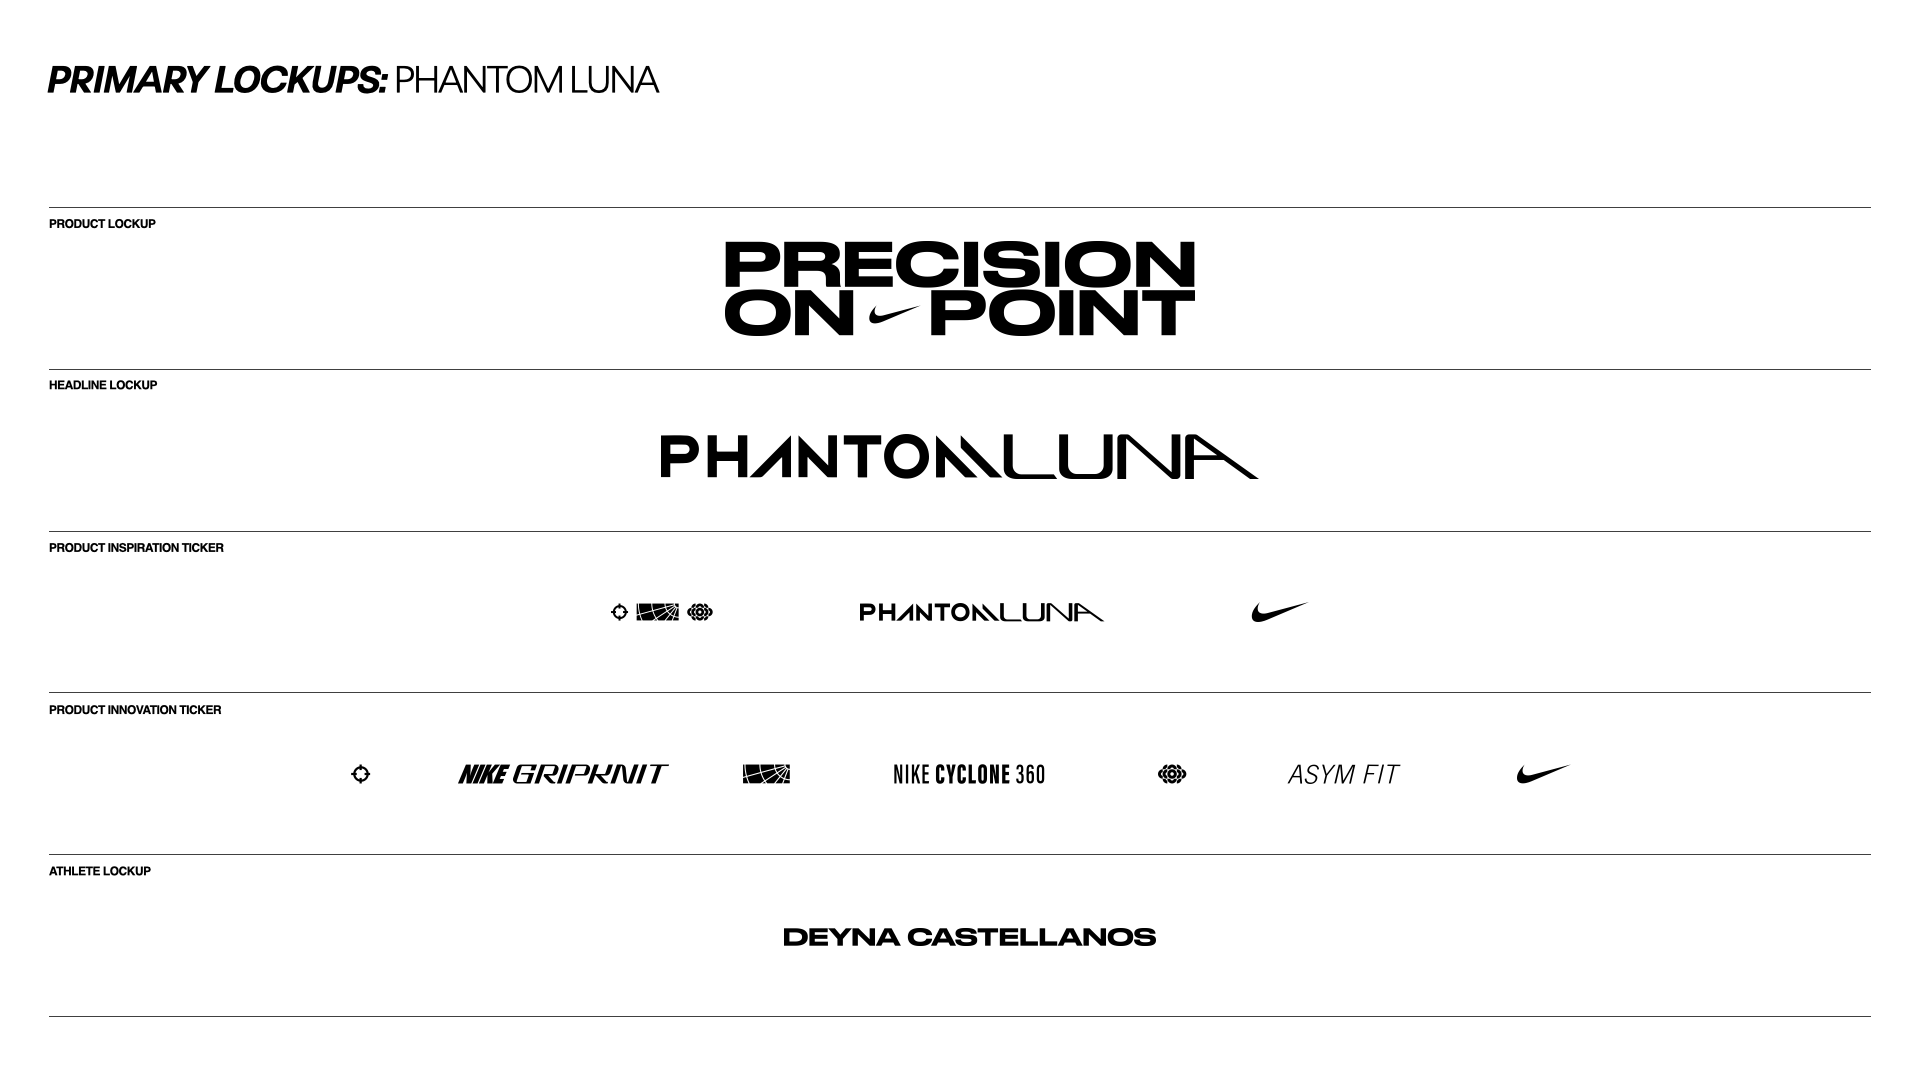 PRIMARY LOCKUPS: PHANTOM LUNA
PRODUCT LOCKUP
PRECISION
ON POINT
HEADLINE LOCKUP
PHANTOM LUNA
PRODUCT INSPIRATION TICKER
PHANTOM LUNA
PRODUCT INNOVATION TICKER
NIKE GRIPKNIT NIKE CYCLONE 360 ASYM FIT
ATHLETE LOCKUP
DEYNA CASTELLANOS